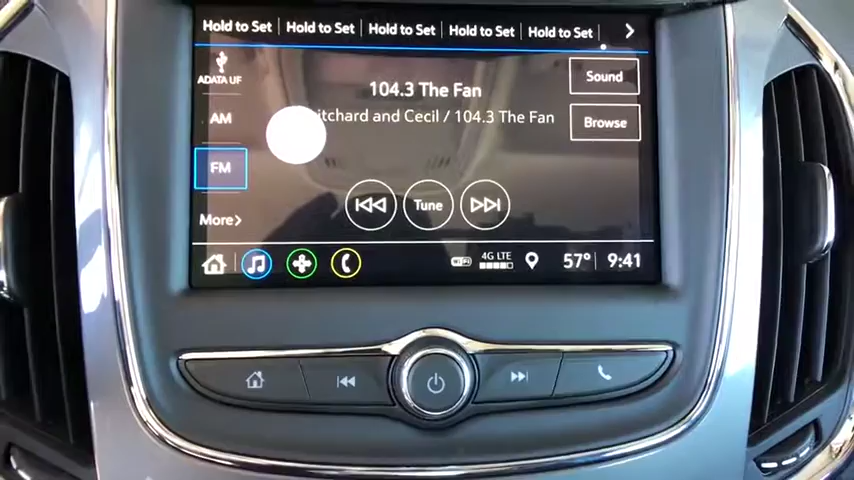 Hold to Set Hold to Set Hold to Set Hold to Set Hold to Set
ADATA UF
104.3 The Fan
Sound
AM
and Cecil / 104.3 The Fan
Browse
FM
Tune
More
4G LTE
WiFi
57° 9:41